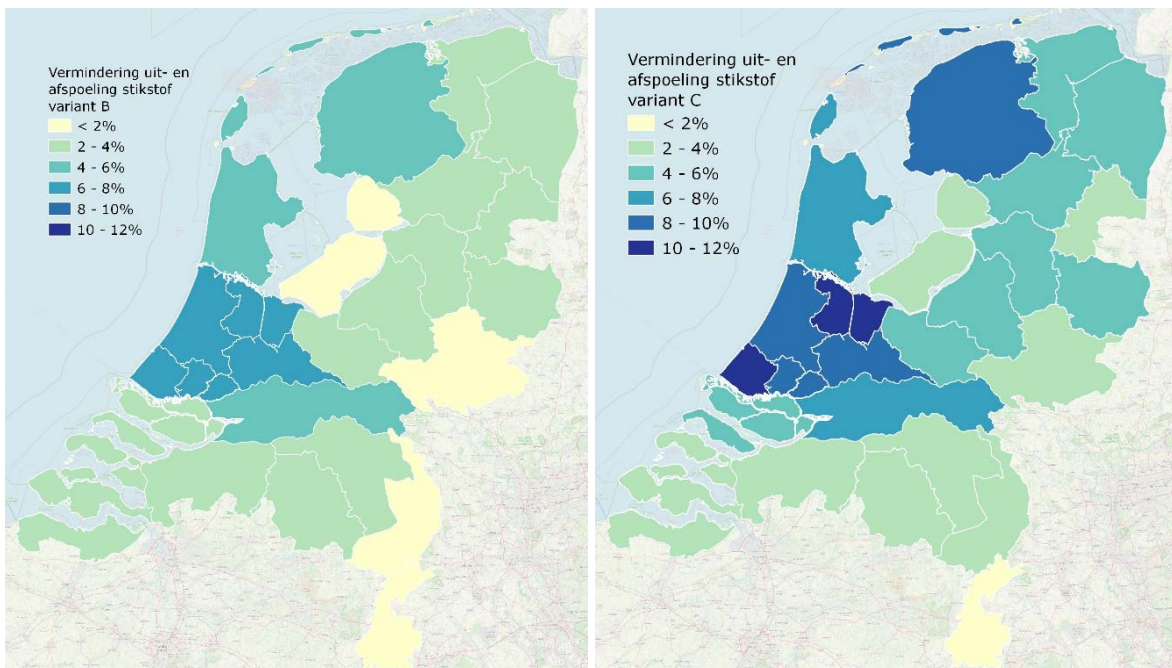 Vermindering uit- en
afspoeling stikstof
variant B
< 2%
2 - 4%
4 - 6%
6 - 8%
8 - 10%
10 - 12%
Vermindering uit- en
afspoeling stikstof
variant C
< 2%
2 - 4%
4 - 6%
6 - 8%
8 - 10%
10 - 12%